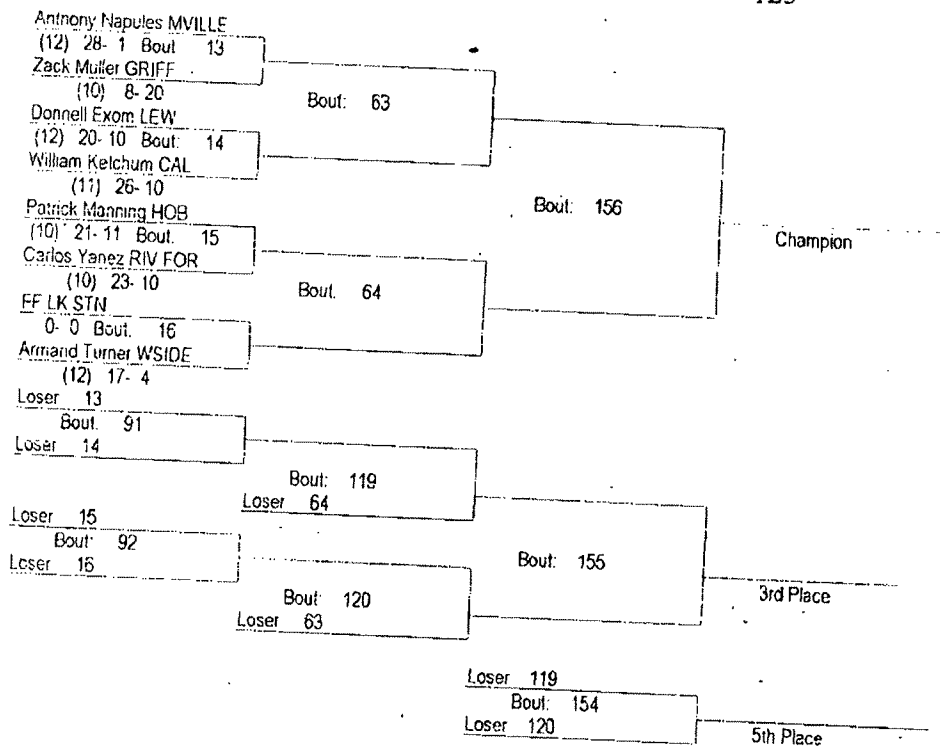 Anthony Napules MVILLE
(12) 28- 1 Bout 13
Zack Muller GRIFF
(10) 8- 20
Bout: 63
Donnell Exom LEW
(12) 20- 10 Bout: 14
William Ketchum CAL
(11) 26- 10
Bout: 156
Patrick Manning HOB
(10) 21- 11 Bout. 15
Champion
Carlos Yanez RIV FOR
(10) 23- 10
Bout. 64
FF LK STN
0- 0 Bout. 16
Armand Turner WSIDE
(12) 17- 4
Loser 13
Bout. 91
Loser 14
Bout: 119
Loser 64
Loser 15
Bout: 92
Loser 16
Bout: 155
3rd Place
Bout: 120
Loser 63
Loser 119
Bout: 154
Loser 120
5th Place